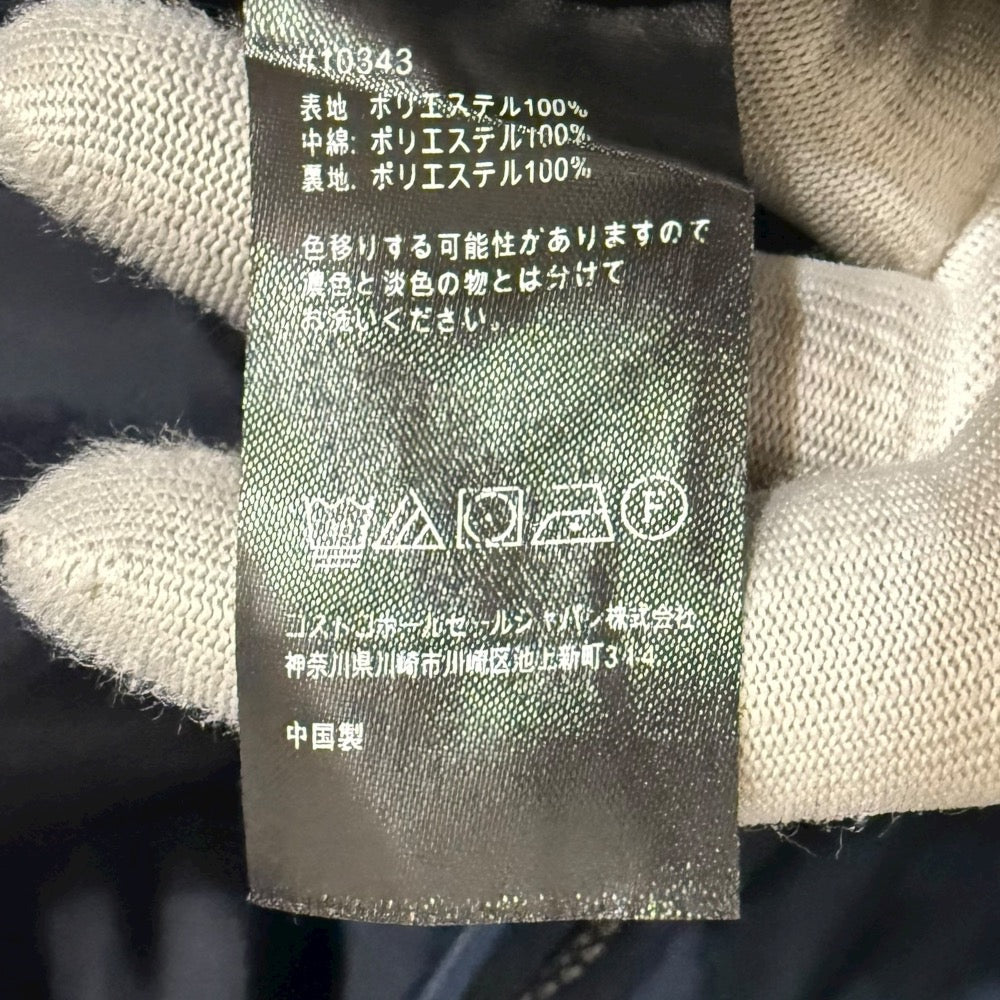 #10343
表地 ポリエステル100%
中綿: ポリエステル100%
裏地. ポリエステル100%
色移りする可能性がありますので
濃色と淡色の物とは分けて
お洗いください。
F
コストコホールセールジャパン株式会社
神奈川県川崎市川崎区池上新町3-1-4
中国製